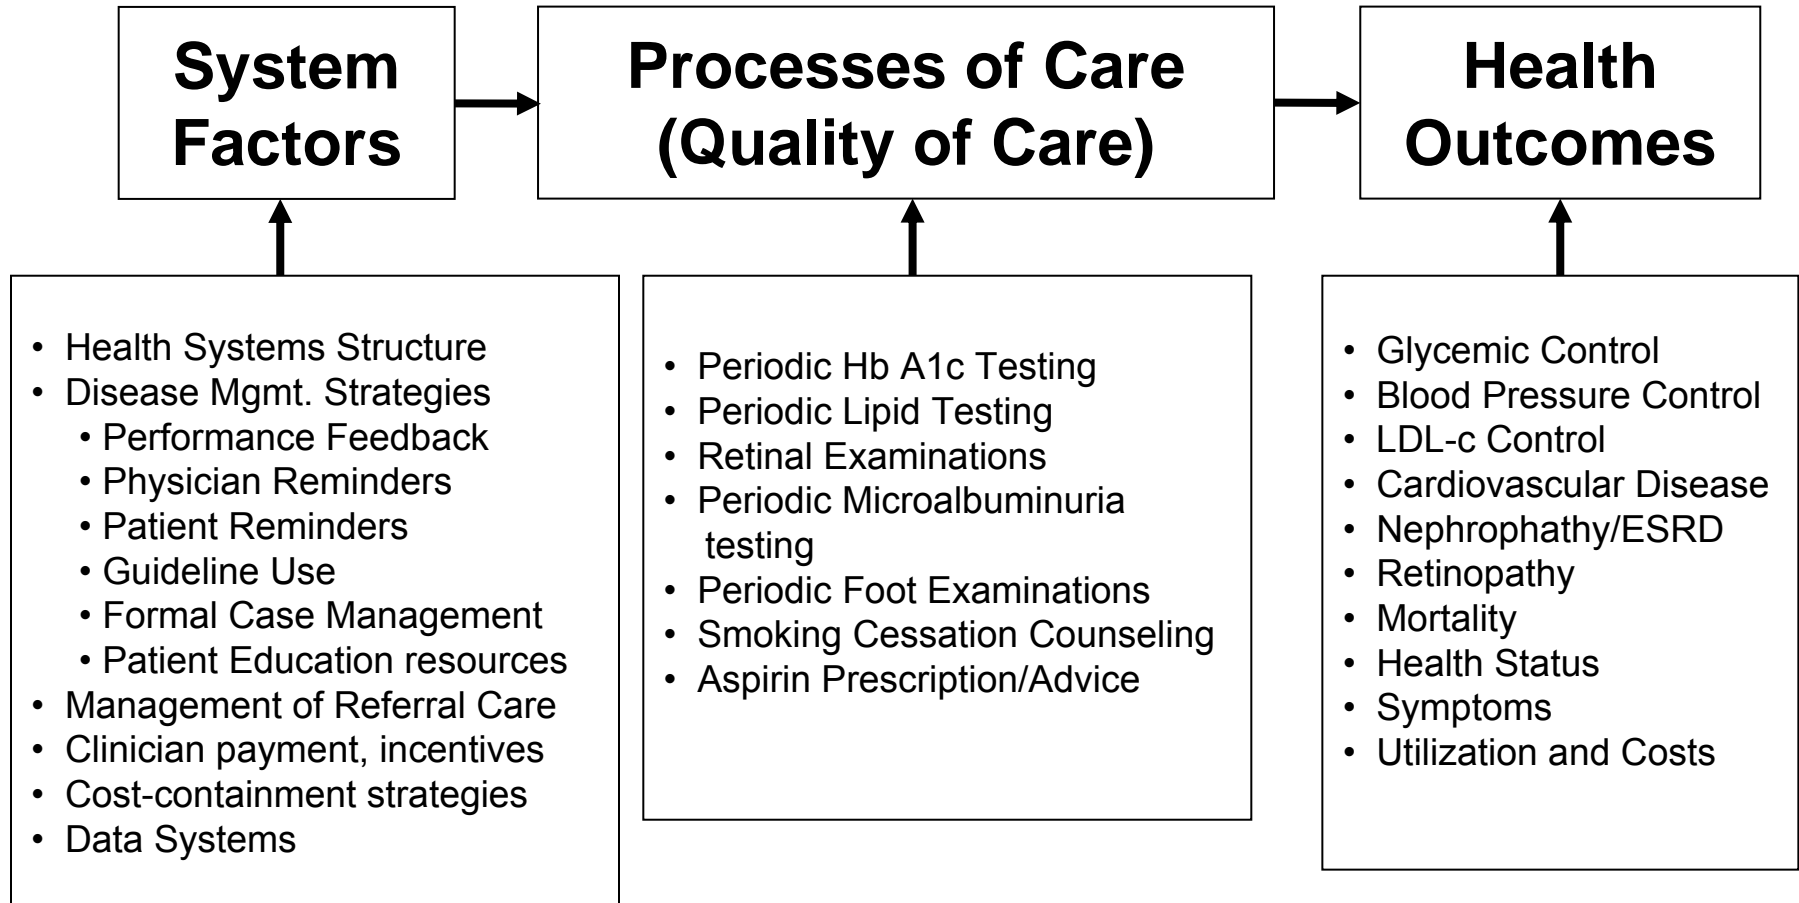 System
Factors
Processes of Care
(Quality of Care)
Health
Outcomes
• Health Systems Structure
• Disease Mgmt. Strategies
• Performance Feedback
• Physician Reminders
• Patient Reminders
• Guideline Use
• Formal Case Management
• Patient Education resources
• Management of Referral Care
• Clinician payment, incentives
• Cost-containment strategies
• Data Systems
• Periodic Hb A1c Testing
• Periodic Lipid Testing
• Retinal Examinations
• Periodic Microalbuminuria
testing
• Periodic Foot Examinations
• Smoking Cessation Counseling
• Aspirin Prescription/Advice
• Glycemic Control
• Blood Pressure Control
• LDL-c Control
• Cardiovascular Disease
• Nephrophathy/ESRD
• Retinopathy
• Mortality
• Health Status
• Symptoms
• Utilization and Costs